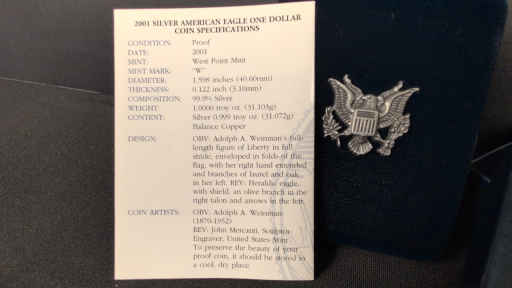 2001 SILVER AMERICAN EAGLE ONE DOLLAR
COIN SPECIFICATIONS
CONDITION: Proof
DATE: 2001
MINT: West Point Mint
MINT MARK: "W"
DIAMETER: 1.598 inches (40.60mm)
THICKNESS: 0.122 inch (3.10mm)
COMPOSITION: 99.9% Silver
WEIGHT: 1.0000 troy oz. (31.103g)
CONTENT: Silver 0.999 troy oz. (31.072g)
Balance Copper
DESIGN: OBV: Adolph A. Weinman's full-
length figure of Liberty in full
stride, enveloped in folds of the
flag, with her right hand extended
and branches of laurel and oak
in her left. REV: Heraldic eagle,
with shield, an olive branch in the
right talon and arrows in the left.
COIN ARTISTS: OBV: Adolph A. Weinman
(1870-1952)
REV: John Mercanti, Sculptor-
Engraver, United States Mint
To preserve the beauty of your
proof coin, it should be stored in
a cool, dry place.